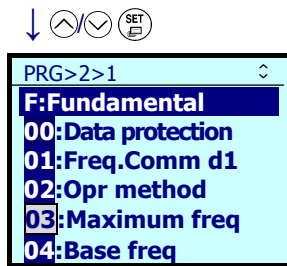 SET
PRG>2>1
F:Fundamental
00:Data protection
01:Freq.Comm d1
02:Opr method
03:Maximum freq
04:Base freq